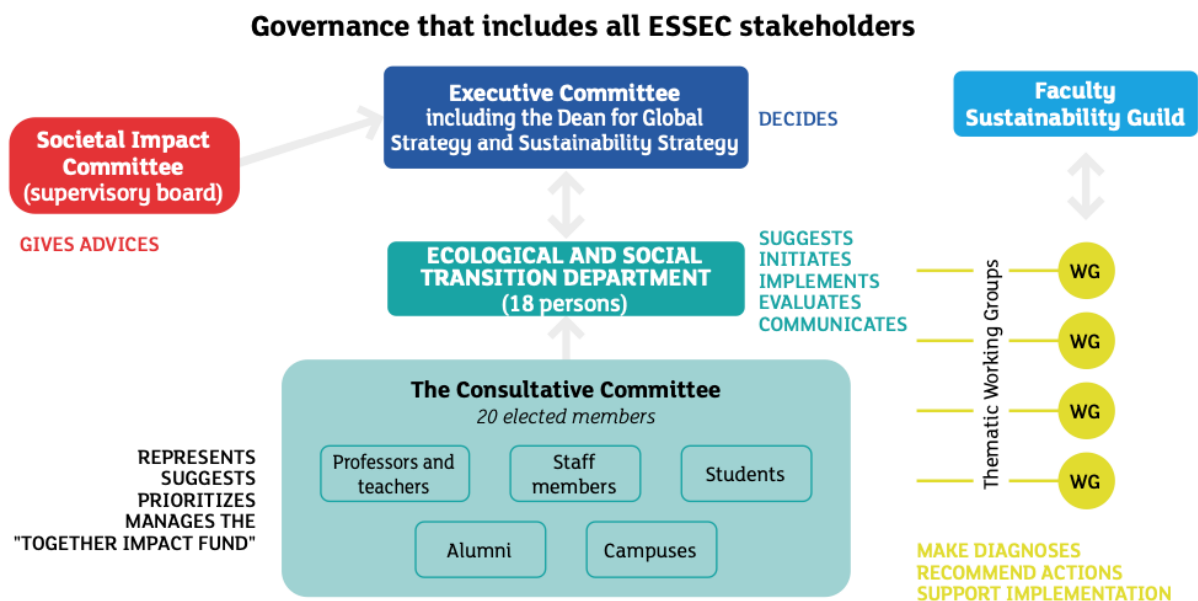 Governance that includes all ESSEC stakeholders
Societal Impact
Committee
(supervisory board)
GIVES ADVICES
Executive Committee
including the Dean for Global
Strategy and Sustainability Strategy
DECIDES
ECOLOGICAL AND SOCIAL
TRANSITION DEPARTMENT
(18 persons)
SUGGESTS
INITIATES
IMPLEMENTS
EVALUATES
COMMUNICATES
The Consultative Committee
20 elected members
Professors and
teachers
Staff
members
Students
Alumni
Campuses
REPRESENTS
SUGGESTS
PRIORITIZES
MANAGES THE
"TOGETHER IMPACT FUND"
Faculty
Sustainability Guild
Thematic Working Groups
WG
WG
WG
WG
MAKE DIAGNOSES
RECOMMEND ACTIONS
SUPPORT IMPLEMENTATION